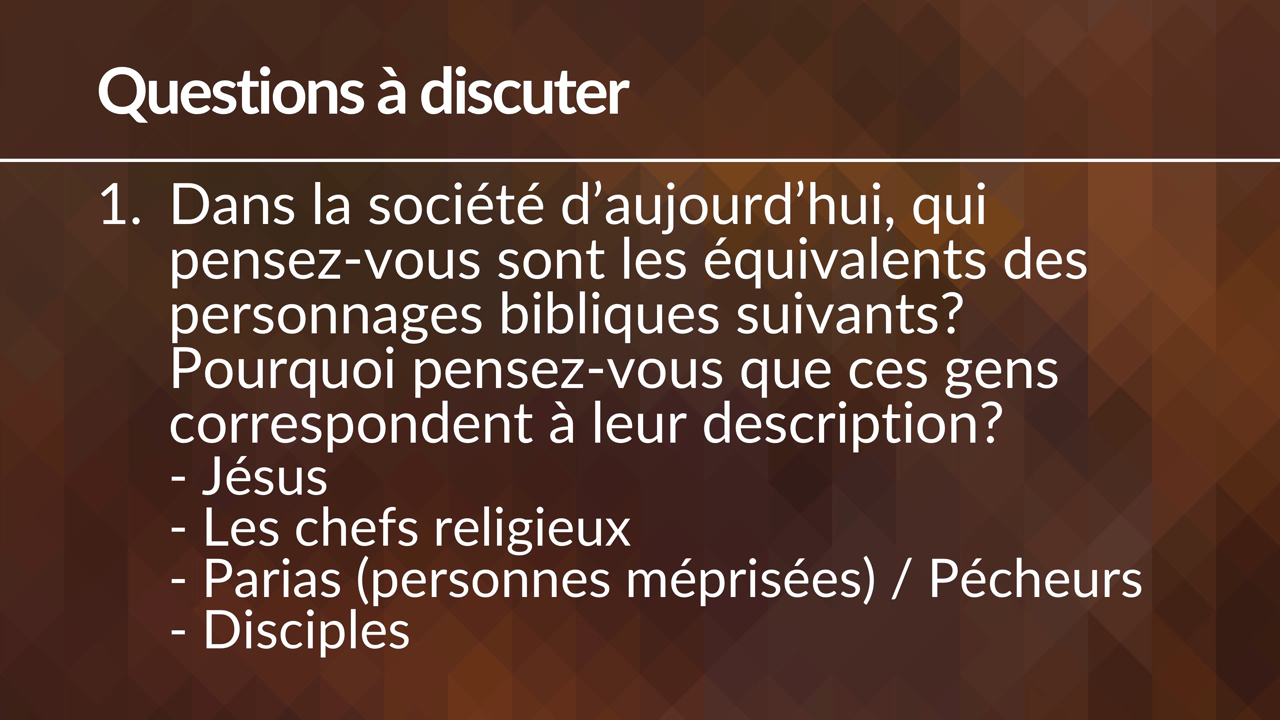 Questions à discuter
1. Dans la société d’aujourd’hui, qui
pensez-vous sont les équivalents des
personnages bibliques suivants?
Pourquoi pensez-vous que ces gens
correspondent à leur description?
- Jésus
- Les chefs religieux
- Parias (personnes méprisées) / Pécheurs
- Disciples